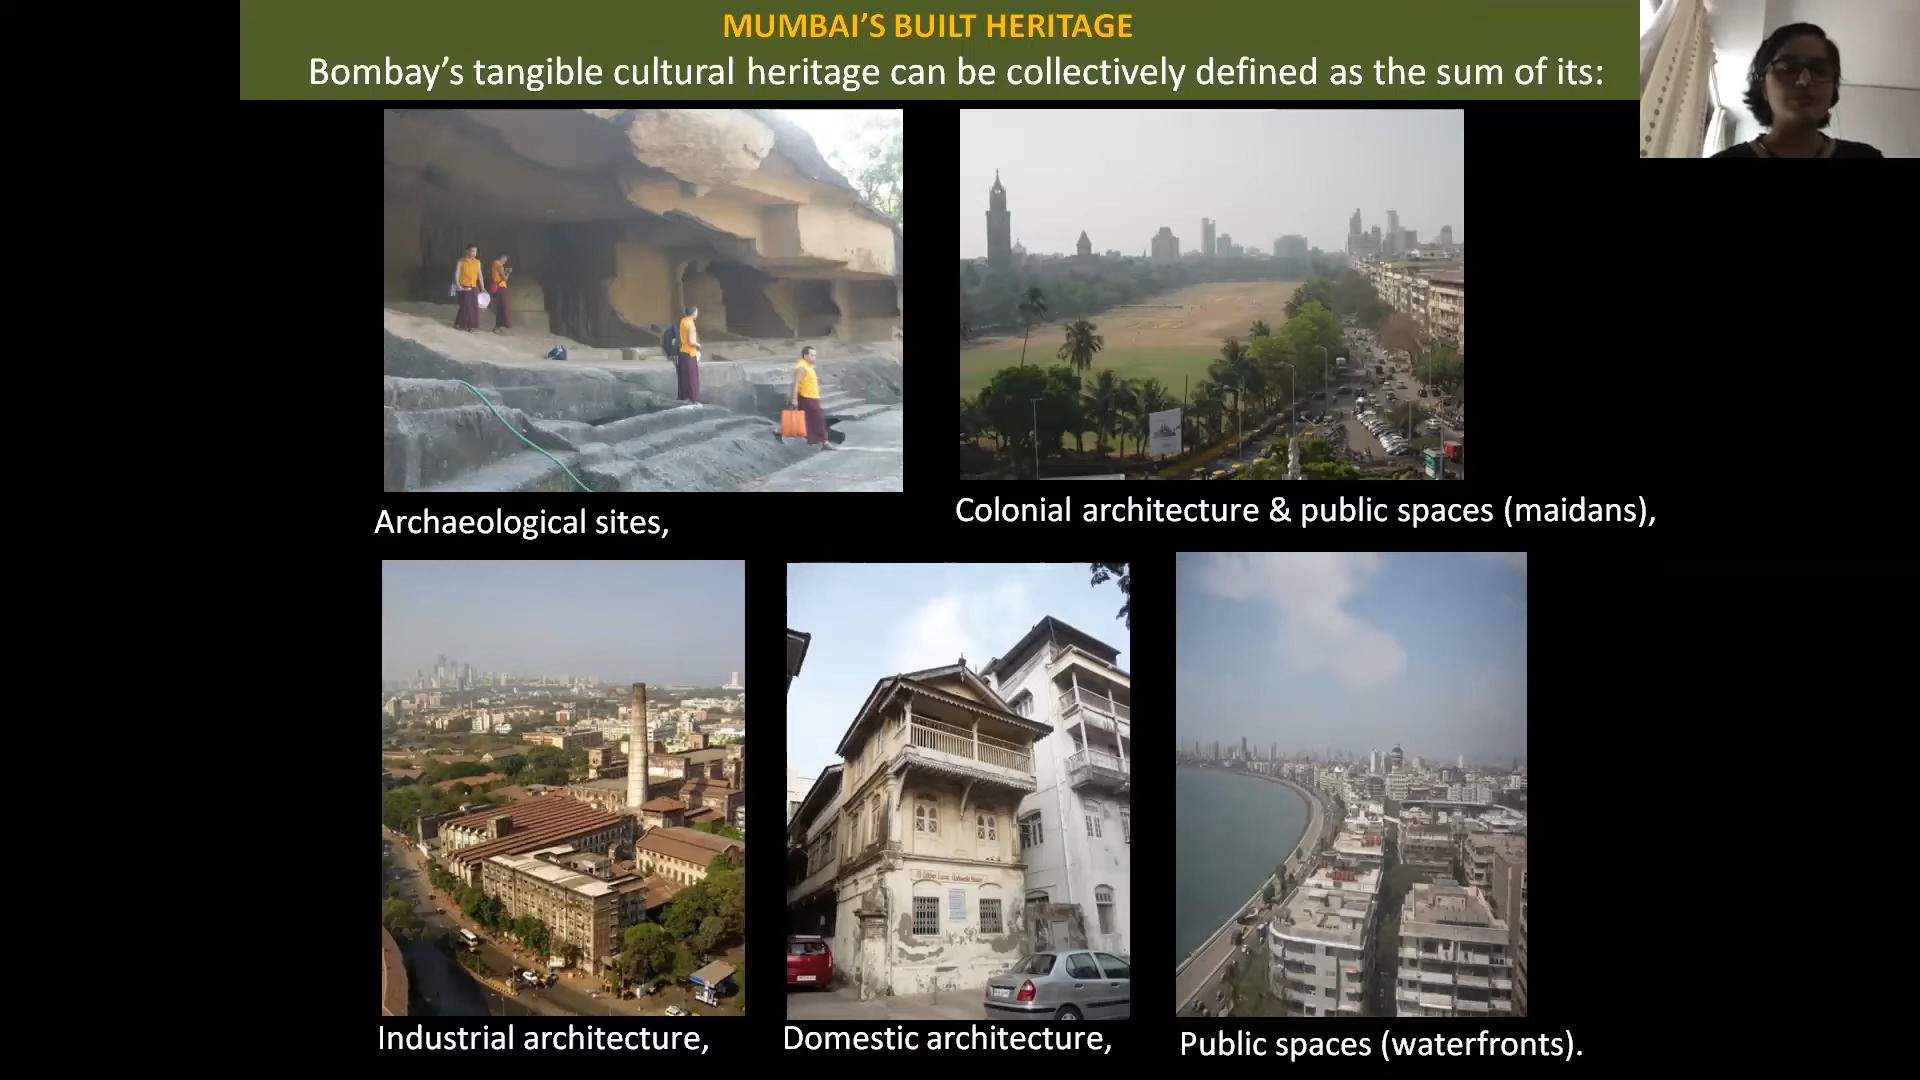 MUMBAI’S BUILT HERITAGE
Bombay’s tangible cultural heritage can be collectively defined as the sum of its:
Archaeological sites,
Colonial architecture & public spaces (maidans),
Industrial architecture,
Domestic architecture,
Public spaces (waterfronts).